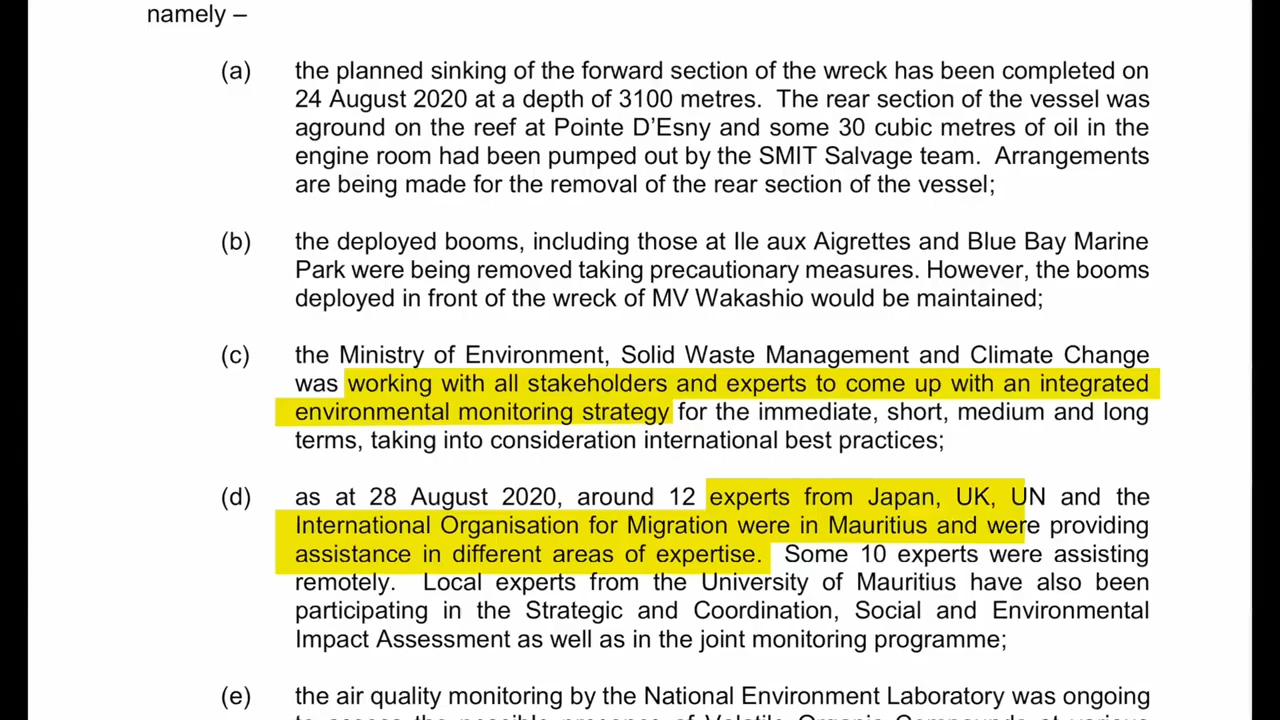 namely –
(a) the planned sinking of the forward section of the wreck has been completed on
24 August 2020 at a depth of 3100 metres.  The rear section of the vessel was
aground on the reef at Pointe D’Esny and some 30 cubic metres of oil in the
engine room had been pumped out by the SMIT Salvage team.  Arrangements
are being made for the removal of the rear section of the vessel;
(b) the deployed booms, including those at Ile aux Aigrettes and Blue Bay Marine
Park were being removed taking precautionary measures. However, the booms
deployed in front of the wreck of MV Wakashio would be maintained;
(c) the Ministry of Environment, Solid Waste Management and Climate Change
was working with all stakeholders and experts to come up with an integrated
environmental monitoring strategy for the immediate, short, medium and long
terms, taking into consideration international best practices;
(d) as at 28 August 2020, around 12 experts from Japan, UK, UN and the
International Organisation for Migration were in Mauritius and were providing
assistance in different areas of expertise.  Some 10 experts were assisting
remotely.  Local experts from the University of Mauritius have also been
participating in the Strategic and Coordination, Social and Environmental
Impact Assessment as well as in the joint monitoring programme;
(e) the air quality monitoring by the National Environment Laboratory was ongoing
to assess the possible presence of Volatile Organic Compounds at various